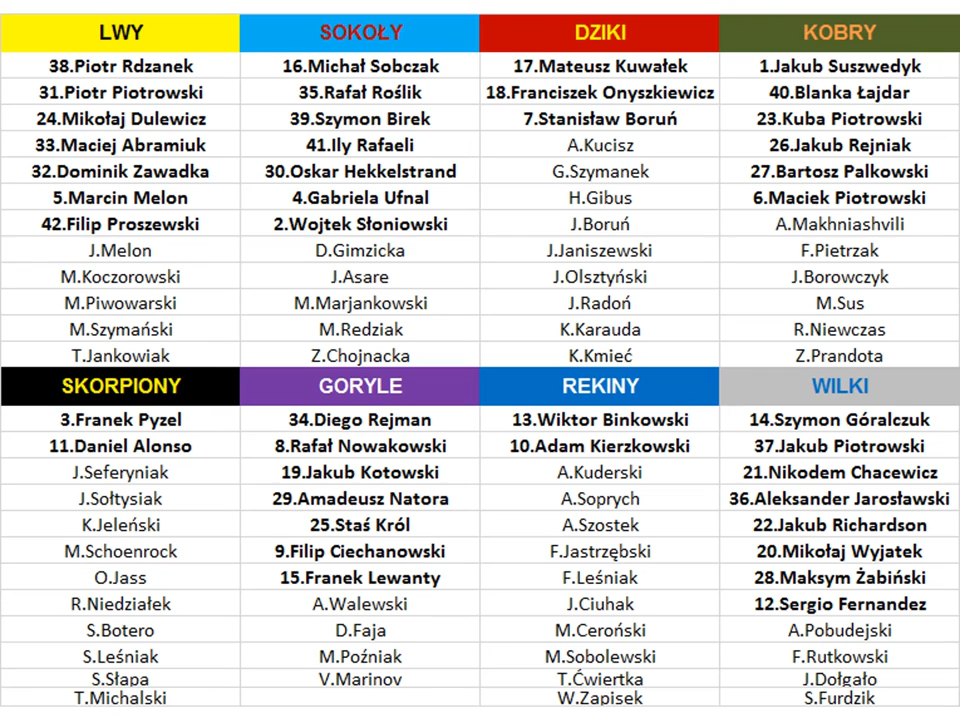 LWY SOKOŁY DZIKI KOBRY
38.Piotr Rdzanek 16.Michał Sobczak 17.Mateusz Kuwałek 1.Jakub Suszwedyk
31.Piotr Piotrowski 35.Rafał Roślik 18.Franciszek Onyszkiewicz 40.Blanka Łajdar
24.Mikołaj Dulewicz 39.Szymon Birek 7.Stanisław Boruń 23.Kuba Piotrowski
33.Maciej Abramiuk 41.Ily Rafaeli A.Kucisz 26.Jakub Rejniak
32.Dominik Zawadka 30.Oskar Hekkelstrand G.Szymanek 27.Bartosz Palkowski
5.Marcin Melon 4.Gabriela Ufnal H.Gibus 6.Maciek Piotrowski
42.Filip Proszewski 2.Wojtek Słoniowski J.Boruń A.Makhniashvili
J.Melon D.Gimzicka J.Janiszewski F.Pietrzak
M.Koczorowski J.Asare J.Olsztyński J.Borowczyk
M.Piwowarski M.Marjankowski J.Radoń M.Sus
M.Szymański M.Redziak K.Karauda R.Niewczas
T.Jankowiak Z.Chojnacka K.Kmieć Z.Prandota
SKORPIONY GORYLE REKINY WILKI
3.Franek Pyzel 34.Diego Rejman 13.Wiktor Binkowski 14.Szymon Góralczuk
11.Daniel Alonso 8.Rafał Nowakowski 10.Adam Kierzkowski 37.Jakub Piotrowski
J.Seferyniak 19.Jakub Kotowski A.Kuderski 21.Nikodem Chacewicz
J.Sołtysiak 29.Amadeusz Natora A.Soprych 36.Aleksander Jarosławski
K.Jeleński 25.Staś Król A.Szostek 22.Jakub Richardson
M.Schoenrock 9.Filip Ciechanowski F.Jastrzębski 20.Mikołaj Wyjatek
O.Jass 15.Franek Lewanty F.Leśniak 28.Maksym Żabiński
R.Niedziałek A.Walewski J.Ciuhak 12.Sergio Fernandez
S.Botero D.Faja M.Ceroński A.Pobudejski
S.Leśniak M.Poźniak M.Sobolewski F.Rutkowski
S.Słapa V.Marinov T.Ćwiertka J.Dołgało
T.Michalski W.Zapisek S.Furdzik